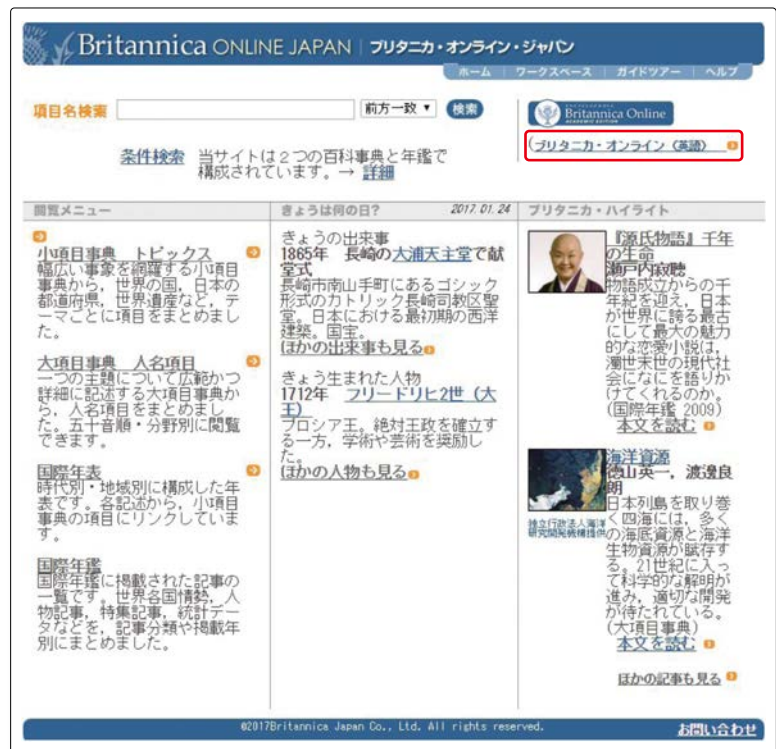 Britannica ONLINE JAPAN | ブリタニカ・オンライン・ジャパン
ホーム | ワークスペース | ガイドツアー | ヘルプ
項目名検索 前方一致 ▼ 検索
条件検索 当サイトは2つの百科事典と年鑑で
構成されています。→ 詳細
Britannica Online
ACADEMIC EDITION
ブリタニカ・オンライン(英語)
閲覧メニュー
小項目事典 トピックス
幅広い事象を網羅する小項目
事典から,世界の国,日本の
都道府県,世界遺産など,テ
ーマごとに項目をまとめまし
た。
大項目事典 人名項目
一つの主題について広範かつ
詳細に記述する大項目事典か
ら,人名項目をまとめまし
た。五十音順・分野別に閲覧
できます。
国際年表
時代別・地域別に構成した年
表です。各記述から,小項目
事典の項目にリンクしていま
す。
国際年鑑
国際年鑑に掲載された記事の
一覧です。世界各国情勢,人
物記事,特集記事,統計デー
タなどを,記事分類や掲載年
別にまとめました。
きょうは何の日? 2017.01.24
きょうの出来事
1865年 長崎の大浦天主堂で献
堂式
長崎市南山手町にあるゴシック
形式のカトリック長崎司教区聖
堂。日本における最初期の西洋
建築。国宝。
ほかの出来事も見る
きょう生まれた人物
1712年 フリードリヒ2世(大
王)
プロシア王。絶対王政を確立す
る一方,学術や芸術を奨励し
た。
ほかの人物も見る
ブリタニカ・ハイライト
『源氏物語』千年
の生命
瀬戸内寂聴
物語成立からの千
年紀を迎え,日本
が世界に誇る最古
にして最大の魅力
的な恋愛小説は,
濁世末世の現代社
会になにを語りか
けてくれるのか。
(国際年鑑 2009)
本文を読む
海洋資源
徳山英一,渡邊良
朗
日本列島を取り巻
く四海には,多く
の海底資源と海洋
生物資源が賦存す
る。21世紀に入っ
て科学的な解明が
進み,適切な開発
が待たれている。
(大項目事典)
本文を読む
独立行政法人海洋
研究開発機構提供
ほかの記事も見る
©2017Britannica Japan Co., Ltd. All rights reserved.
お問い合わせ